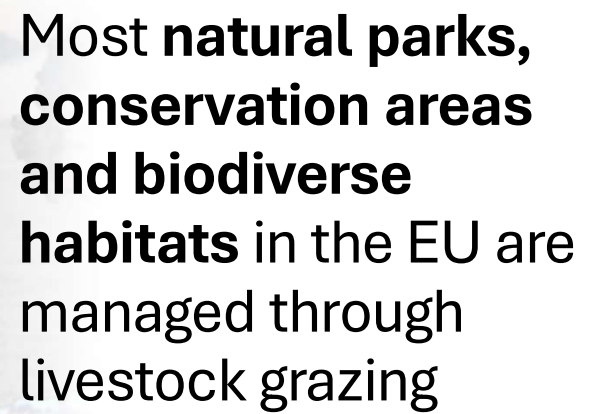 Most natural parks,
conservation areas
and biodiverse
habitats in the EU are
managed through
livestock grazing